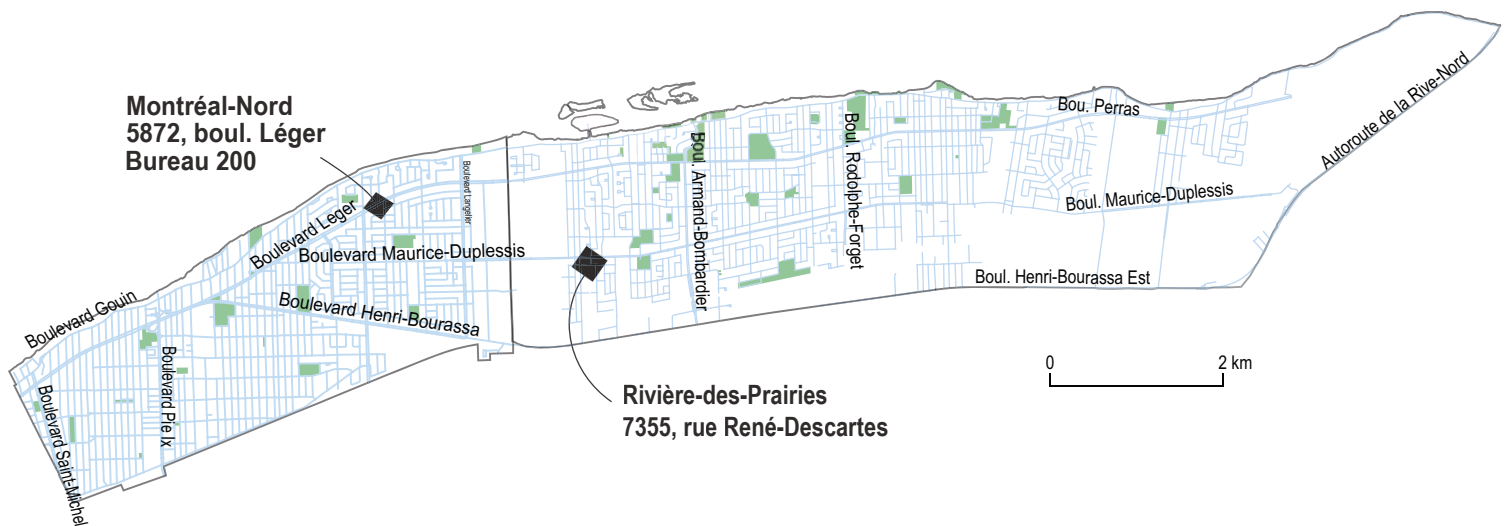 Montréal-Nord
5872, boul. Léger
Bureau 200
Boulevard Gouin
Boulevard Leger
Boulevard Langelier
Boulevard Maurice-Duplessis
Boulevard Henri-Bourassa
Boulevard Pie Ix
Boulevard Saint-Michel
Boul. Armand-Bombardier
Boul. Rodolphe-Forget
Bou. Perras
Boul. Maurice-Duplessis
Boul. Henri-Bourassa Est
Autoroute de la Rive-Nord
Rivière-des-Prairies
7355, rue René-Descartes
0 2 km